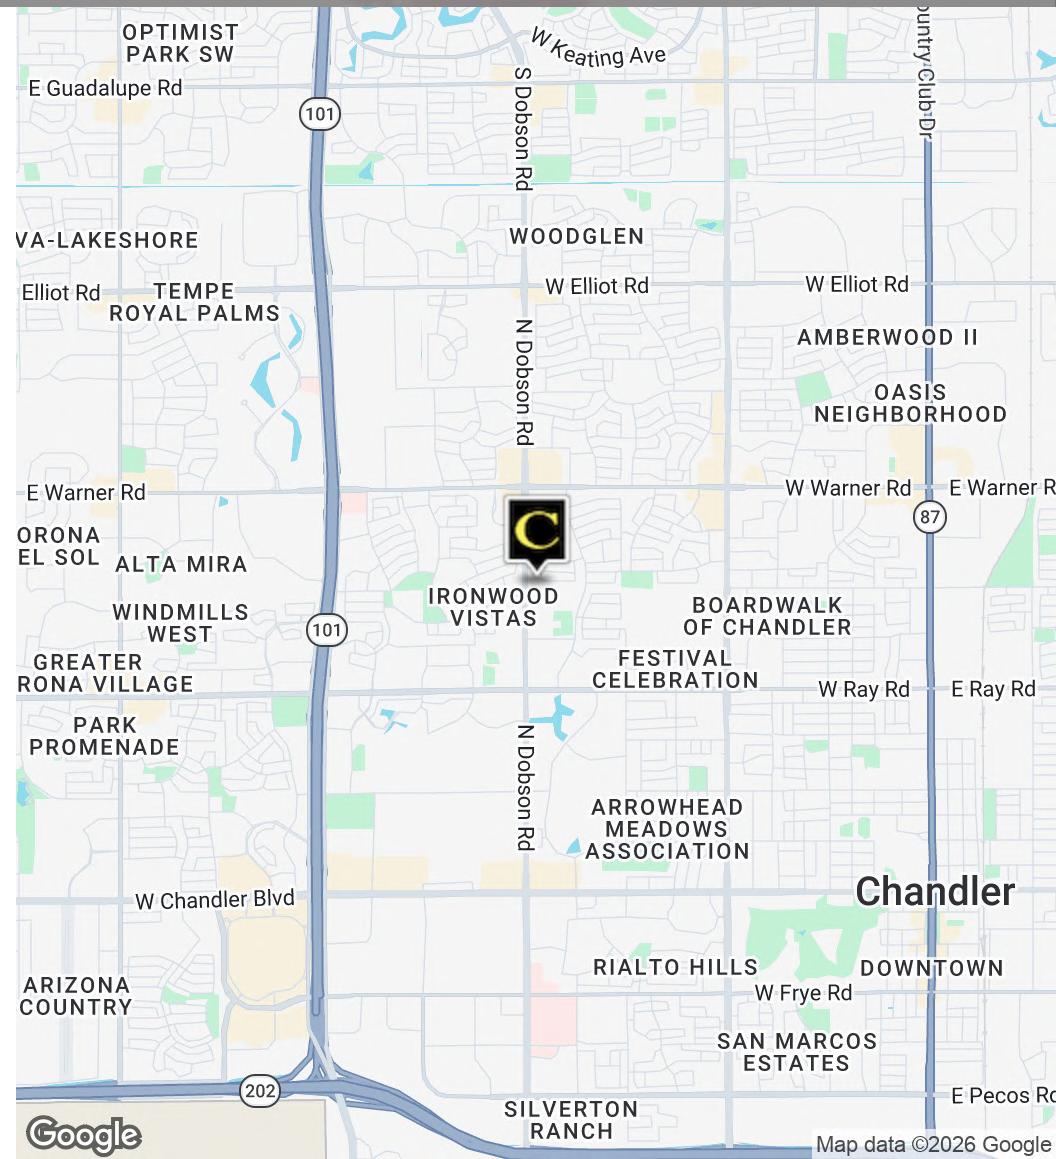 OPTIMIST
PARK SW
W Keating Ave
ountry Club Dr
E Guadalupe Rd
S Dobson Rd
101
VA-LAKESHORE
WOODGLEN
Elliot Rd
TEMPE
ROYAL PALMS
W Elliot Rd
W Elliot Rd
N Dobson Rd
AMBERWOOD II
OASIS
NEIGHBORHOOD
E Warner Rd
W Warner Rd
E Warner R
87
C
ORONA
EL SOL
ALTA MIRA
IRONWOOD
VISTAS
WINDMILLS
WEST
101
BOARDWALK
OF CHANDLER
GREATER
RONA VILLAGE
FESTIVAL
CELEBRATION
W Ray Rd
E Ray Rd
PARK
PROMENADE
N Dobson Rd
ARROWHEAD
MEADOWS
ASSOCIATION
W Chandler Blvd
Chandler
RIALTO HILLS
DOWNTOWN
ARIZONA
COUNTRY
W Frye Rd
SAN MARCOS
ESTATES
202
E Pecos Rd
SILVERTON
RANCH
Google
Map data ©2026 Google